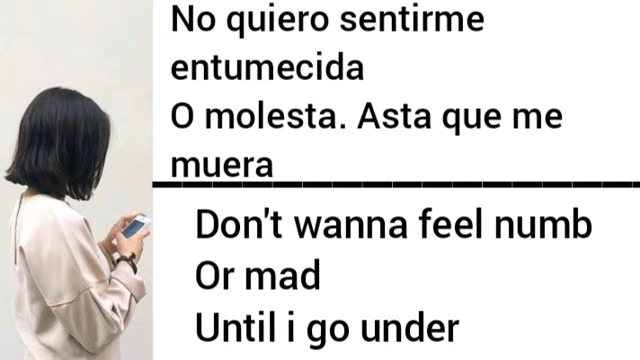 No quiero sentirme
entumecida
O molesta. Asta que me
muera
Don't wanna feel numb
Or mad
Until i go under